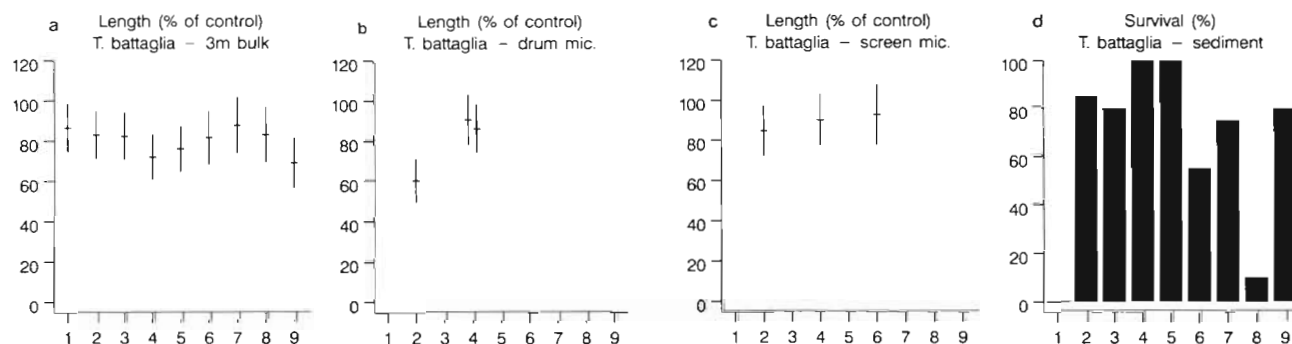 a
Length (% of control)
T. battaglia – 3m bulk
120
100
80
60
40
20
0
1 2 3 4 5 6 7 8 9
b
Length (% of control)
T. battaglia – drum mic.
120
100
80
60
40
20
0
1 2 3 4 5 6 7 8 9
c
Length (% of control)
T. battaglia – screen mic.
120
100
80
60
40
20
0
1 2 3 4 5 6 7 8 9
d
Survival (%)
T. battaglia – sediment
100
80
60
40
20
0
1 2 3 4 5 6 7 8 9